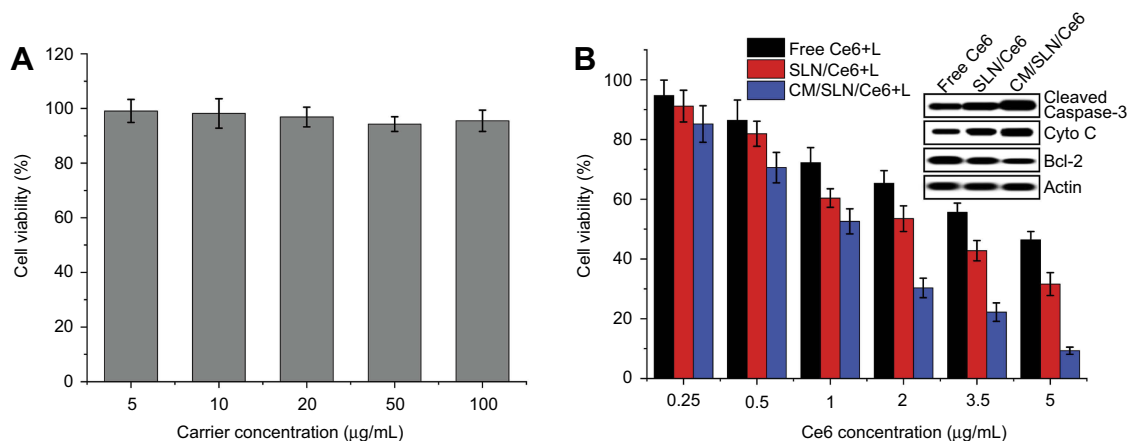 A
Cell viability (%)
120
100
80
60
40
20
0
5 10 20 50 100
Carrier concentration (µg/mL)
B
Cell viability (%)
100
80
60
40
20
0
0.25 0.5 1 2 3.5 5
Ce6 concentration (µg/mL)
Free Ce6+L
SLN/Ce6+L
CM/SLN/Ce6+L
Free Ce6
SLN/Ce6
CM/SLN/Ce6
Cleaved
Caspase-3
Cyto C
Bcl-2
Actin